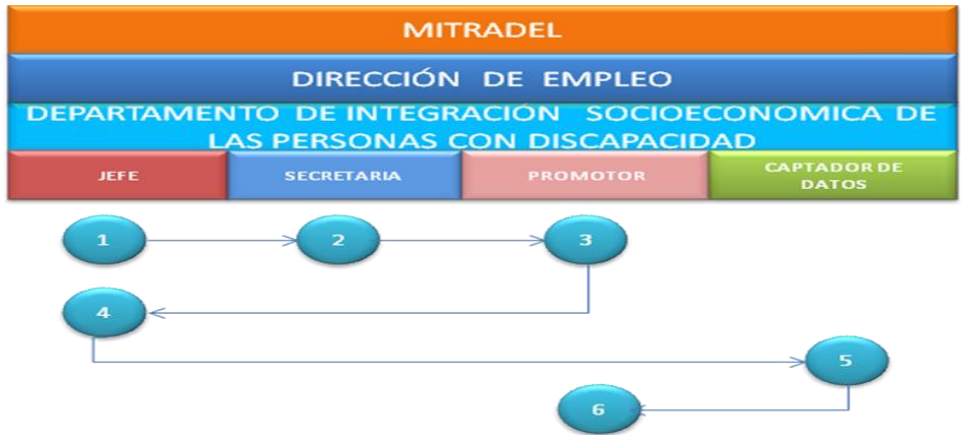 MITRADEL
DIRECCIÓN DE EMPLEO
DEPARTAMENTO DE INTEGRACIÓN SOCIOECONOMICA DE
LAS PERSONAS CON DISCAPACIDAD
JEFE
SECRETARIA
PROMOTOR
CAPTADOR DE
DATOS
1
2
3
4
5
6